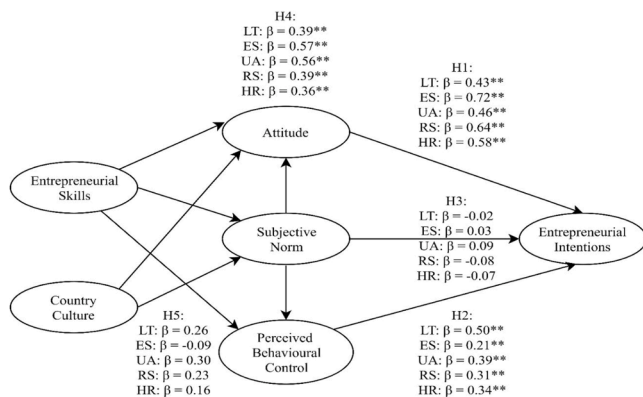 H4:
LT: β = 0.39**
ES: β = 0.57**
UA: β = 0.56**
RS: β = 0.39**
HR: β = 0.36**
H1:
LT: β = 0.43**
ES: β = 0.72**
UA: β = 0.46**
RS: β = 0.64**
HR: β = 0.58**
Attitude
Entrepreneurial
Skills
H3:
LT: β = -0.02
ES: β = 0.03
UA: β = 0.09
RS: β = -0.08
HR: β = -0.07
Subjective
Norm
Entrepreneurial
Intentions
Country
Culture
H5:
LT: β = 0.26
ES: β = -0.09
UA: β = 0.30
RS: β = 0.23
HR: β = 0.16
Perceived
Behavioural
Control
H2:
LT: β = 0.50**
ES: β = 0.21**
UA: β = 0.39**
RS: β = 0.31**
HR: β = 0.34**